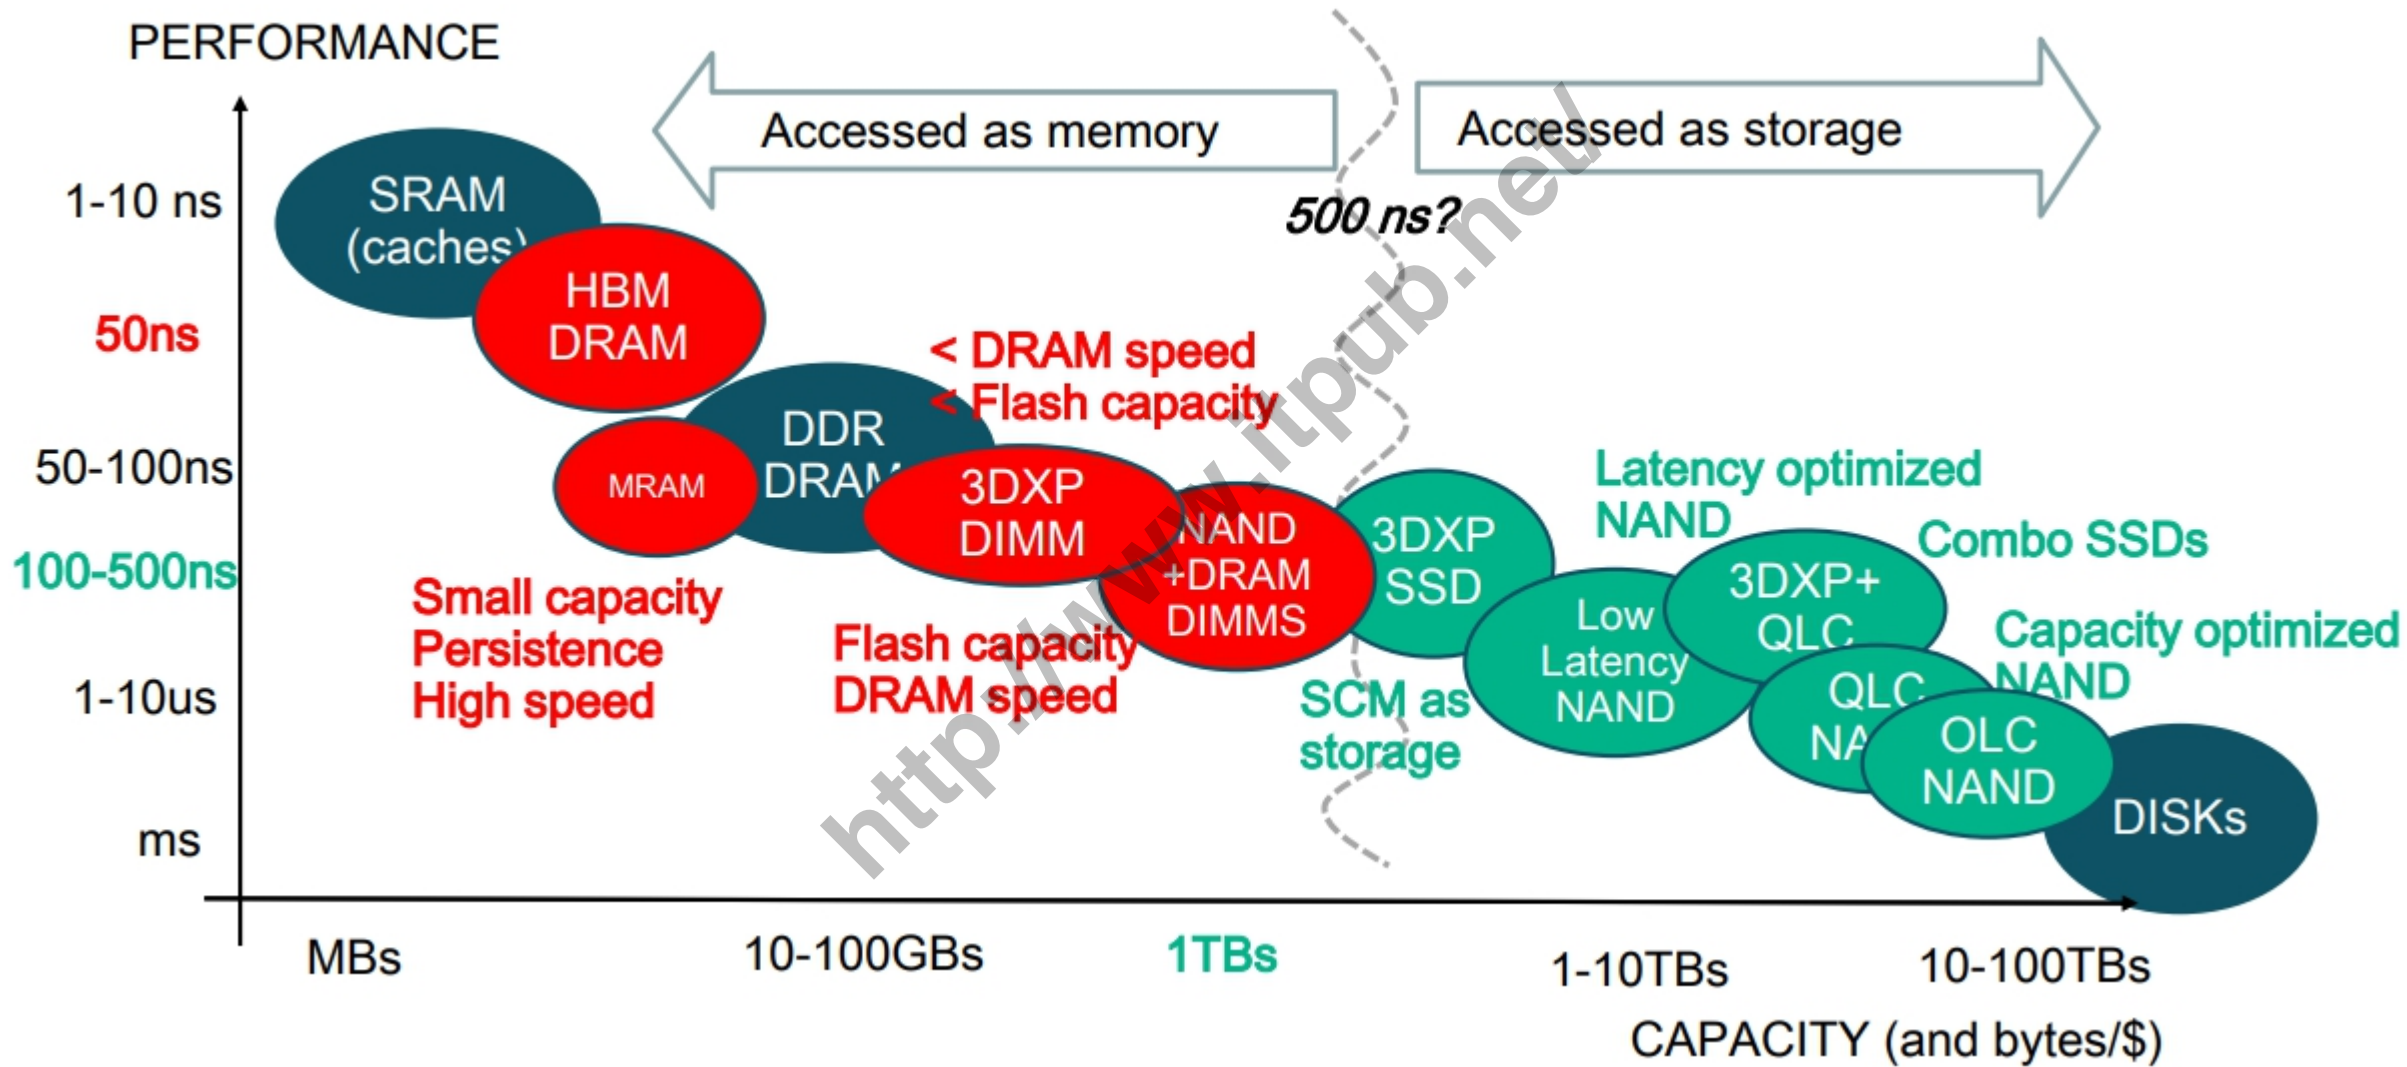 PERFORMANCE
Accessed as memory
Accessed as storage
1-10 ns
50ns
50-100ns
100-500ns
1-10us
ms
500 ns?
SRAM
(caches)
HBM
DRAM
MRAM
DDR
DRAM
< DRAM speed
< Flash capacity
3DXP
DIMM
NAND
+DRAM
DIMMS
3DXP
SSD
Small capacity
Persistence
High speed
Flash capacity
DRAM speed
SCM as
storage
Latency optimized
NAND
Low
Latency
NAND
Combo SSDs
3DXP+
QLC
Capacity optimized
NAND
QLC
NA
OLC
NAND
DISKs
MBs
10-100GBs
1TBs
1-10TBs
10-100TBs
CAPACITY (and bytes/$)
http://www.itpub.net/